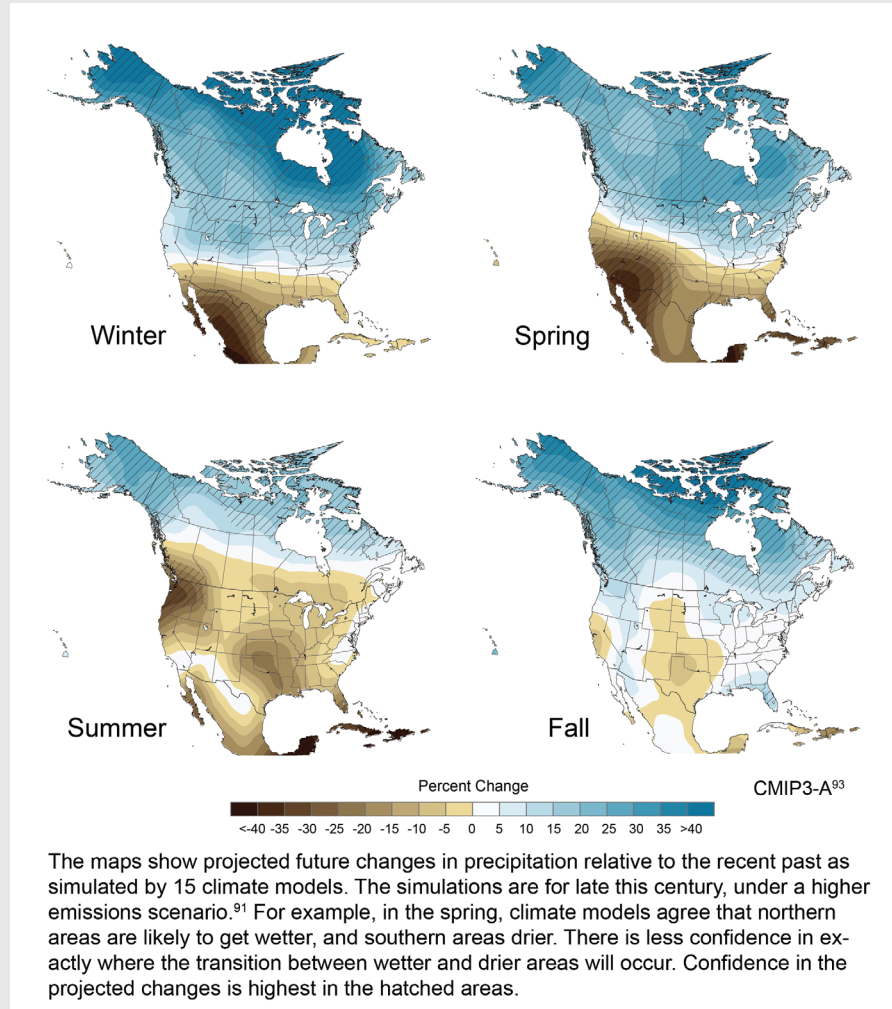 Winter
Spring
Summer
Fall
Percent Change
CMIP3-A93
<-40 -35 -30 -25 -20 -15 -10 -5 0 5 10 15 20 25 30 35 >40
The maps show projected future changes in precipitation relative to the recent past as
simulated by 15 climate models. The simulations are for late this century, under a higher
emissions scenario.91 For example, in the spring, climate models agree that northern
areas are likely to get wetter, and southern areas drier. There is less confidence in ex-
actly where the transition between wetter and drier areas will occur. Confidence in the
projected changes is highest in the hatched areas.